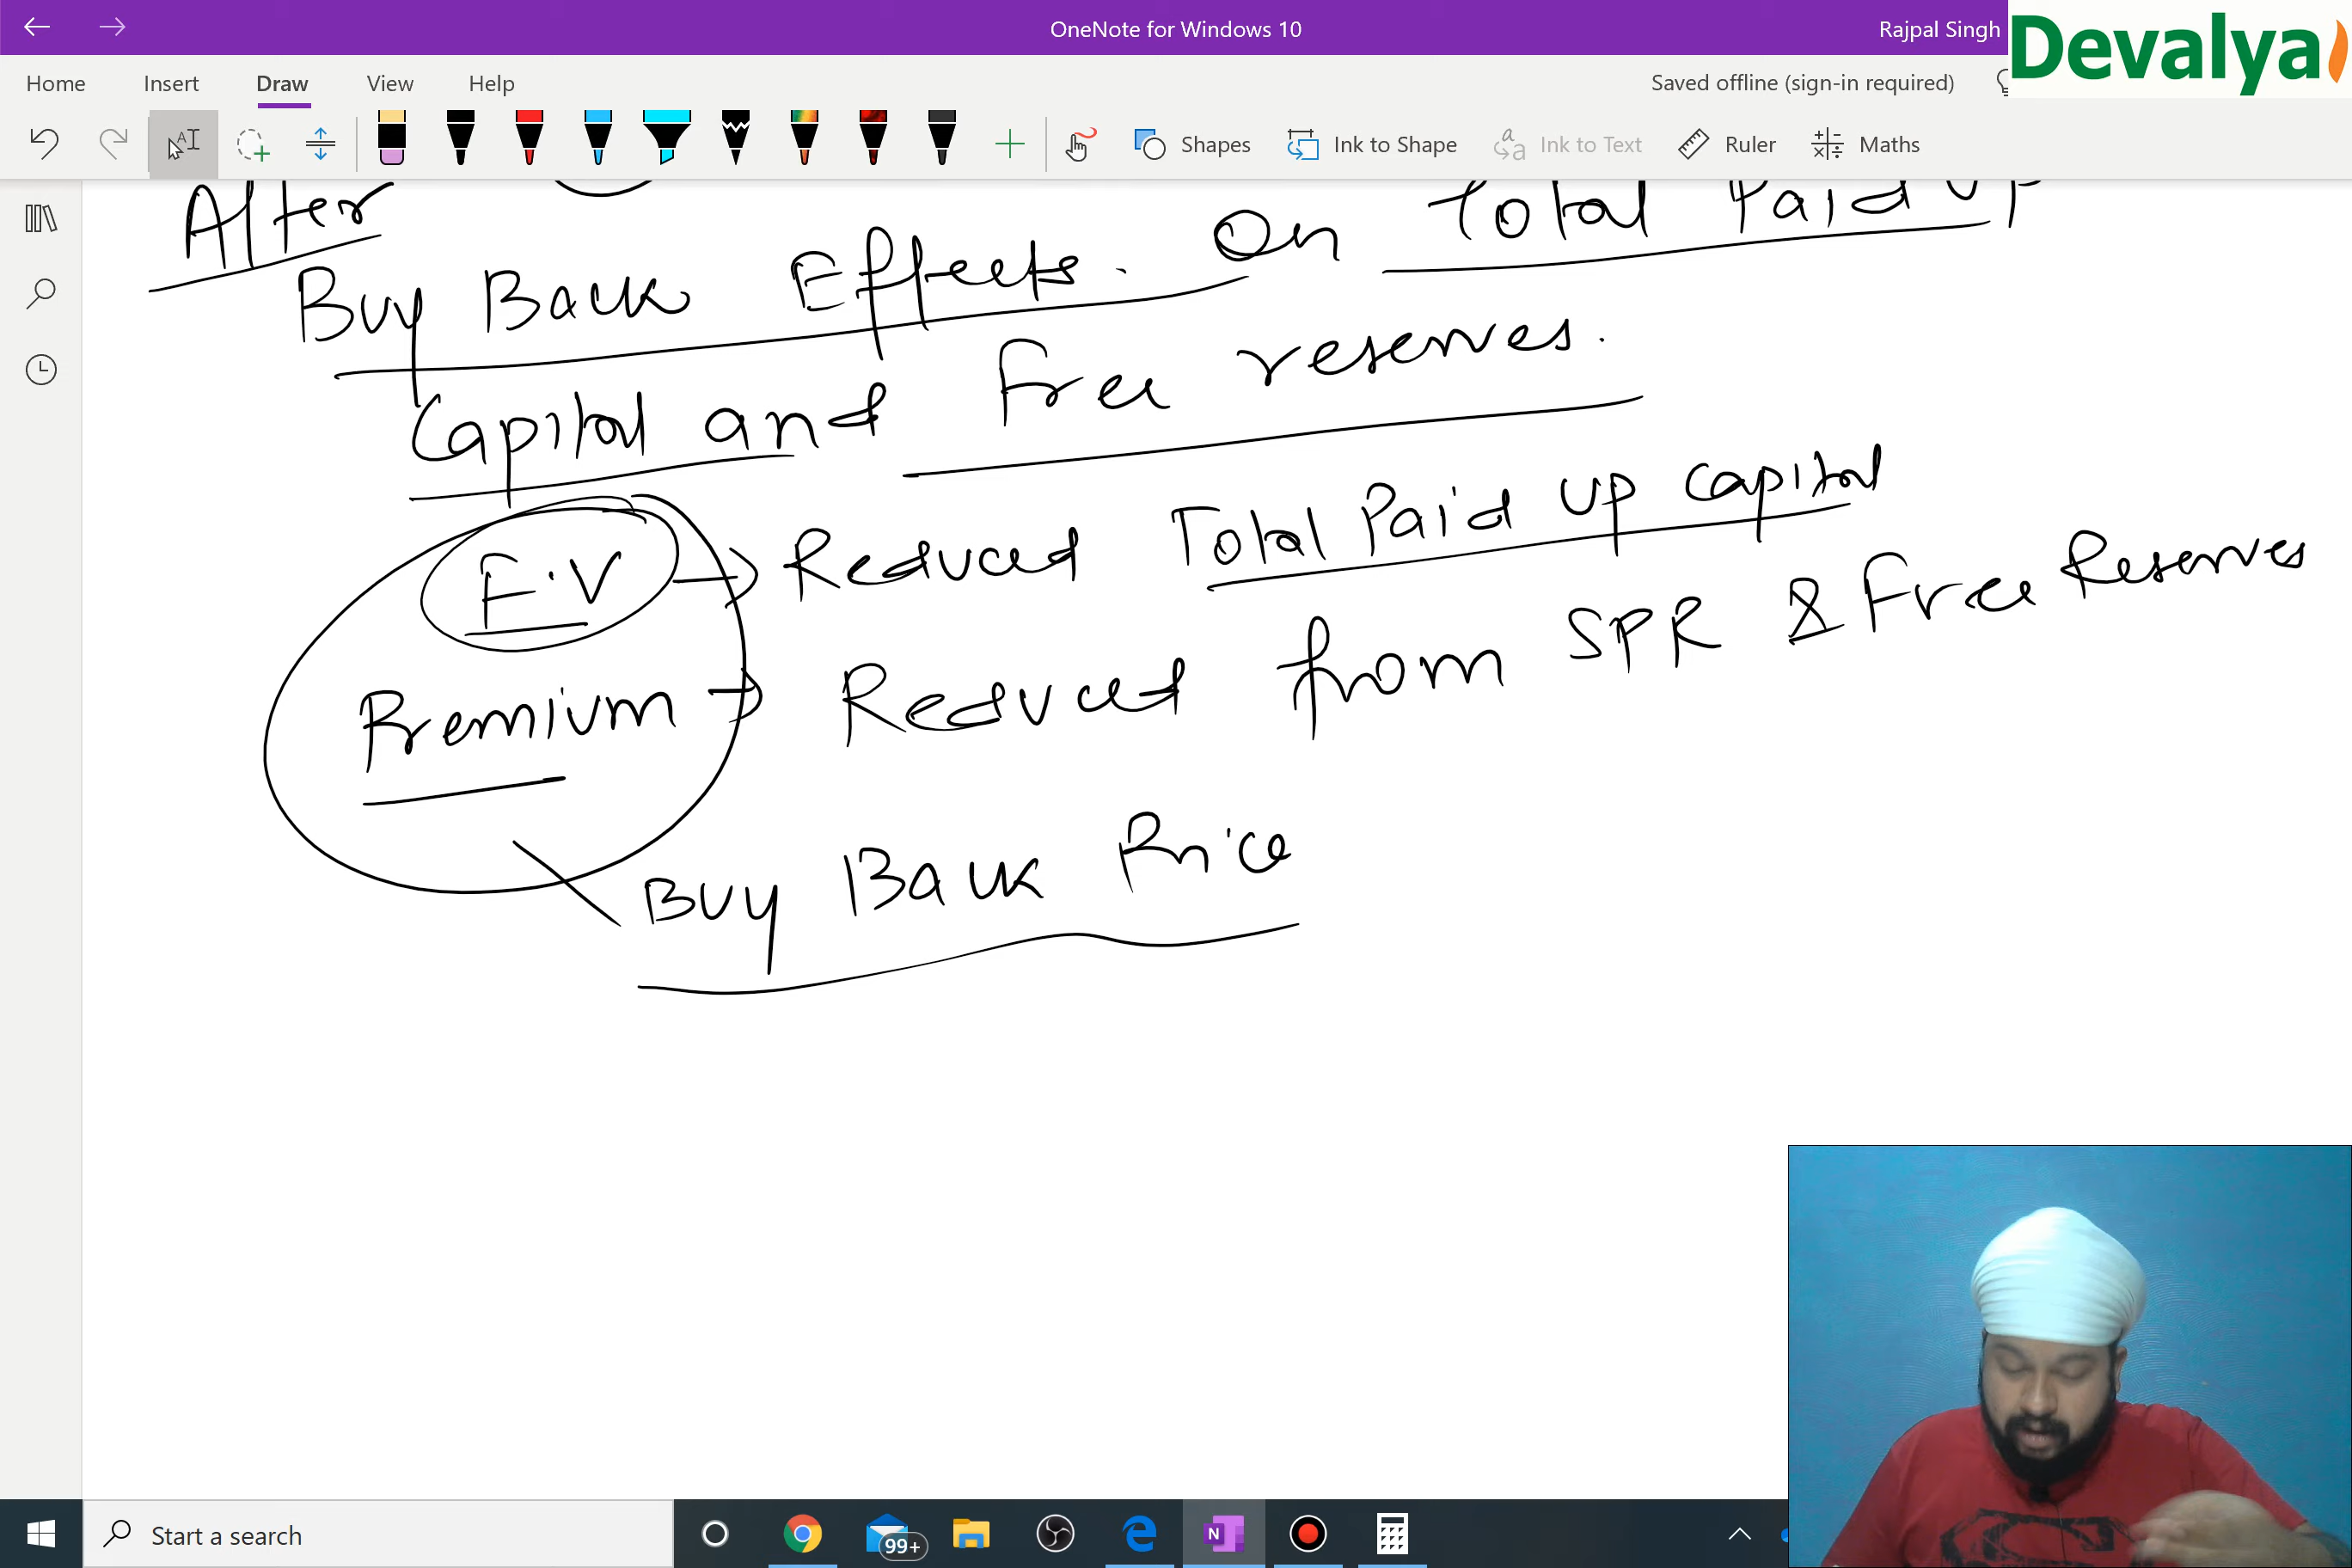 OneNote for Windows 10
Rajpal Singh
Devalya
Home Insert Draw View Help
Saved offline (sign-in required)
Shapes Ink to Shape Ink to Text Ruler Maths
After
Buy Back Effects. On Total Paid up
Capital and Free reserves.
F.V → Reduced Total Paid up capital
Premium → Reduced from SPR & Free Reserves
Buy Back Price
Start a search
99+